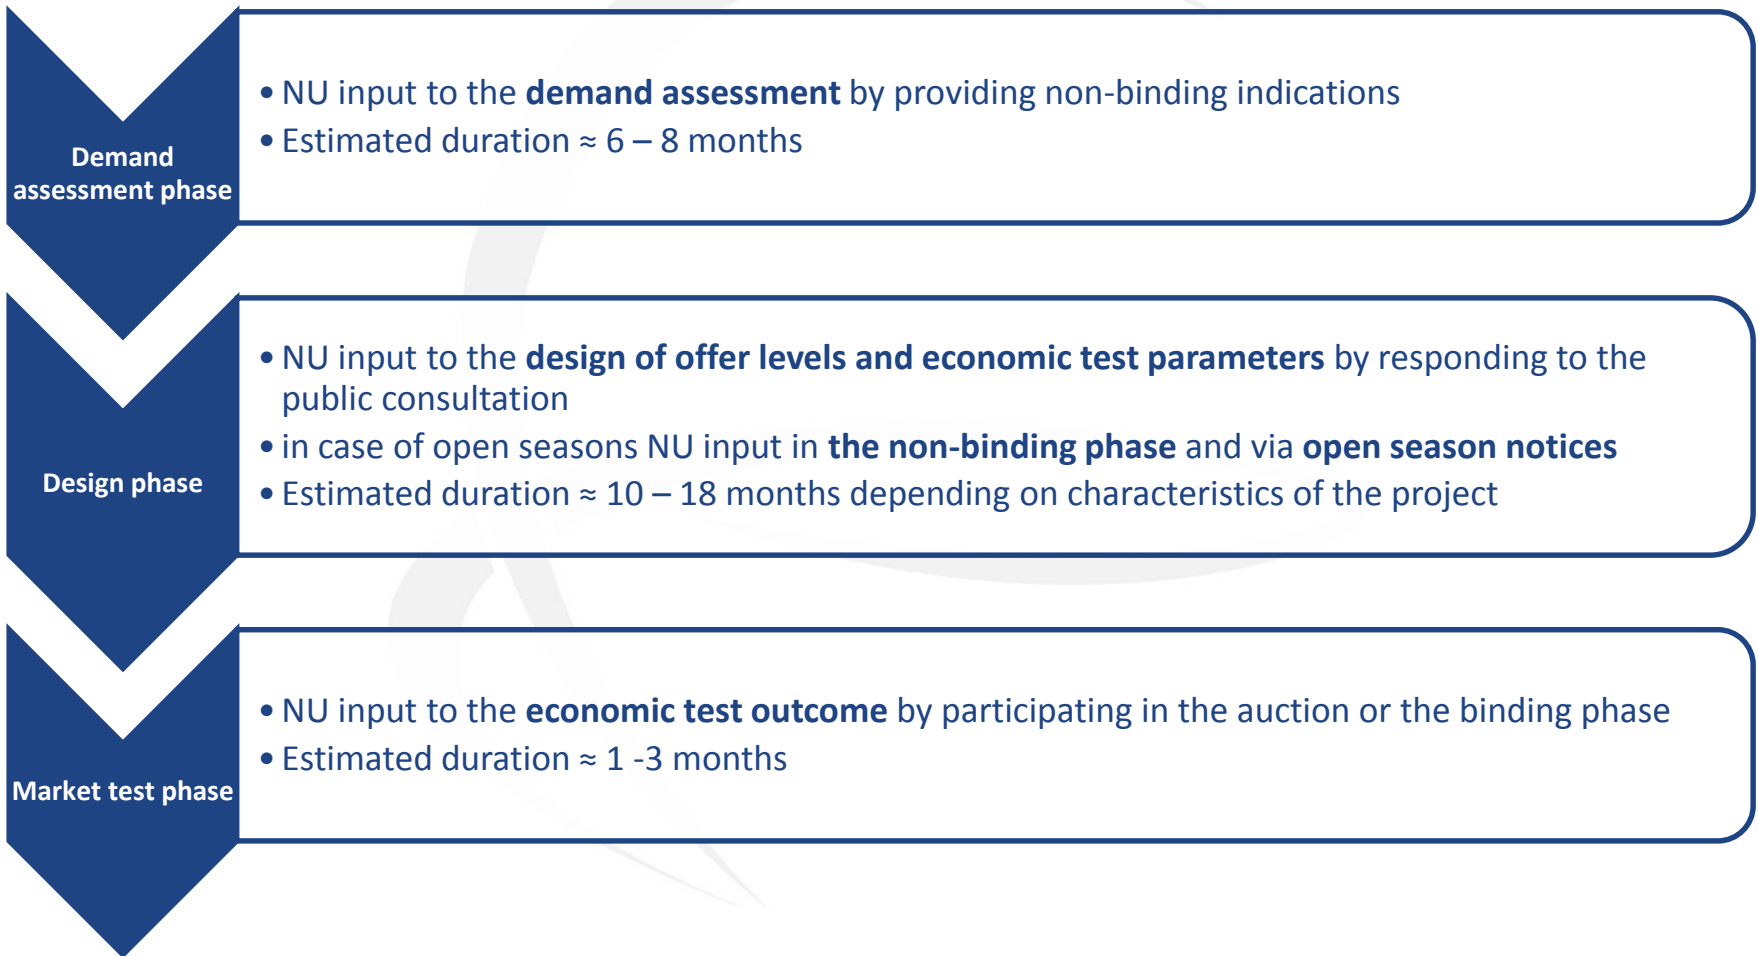 Demand
assessment phase
• NU input to the demand assessment by providing non-binding indications
• Estimated duration ≈ 6 – 8 months
Design phase
• NU input to the design of offer levels and economic test parameters by responding to the
public consultation
• in case of open seasons NU input in the non-binding phase and via open season notices
• Estimated duration ≈ 10 – 18 months depending on characteristics of the project
Market test phase
• NU input to the economic test outcome by participating in the auction or the binding phase
• Estimated duration ≈ 1 -3 months